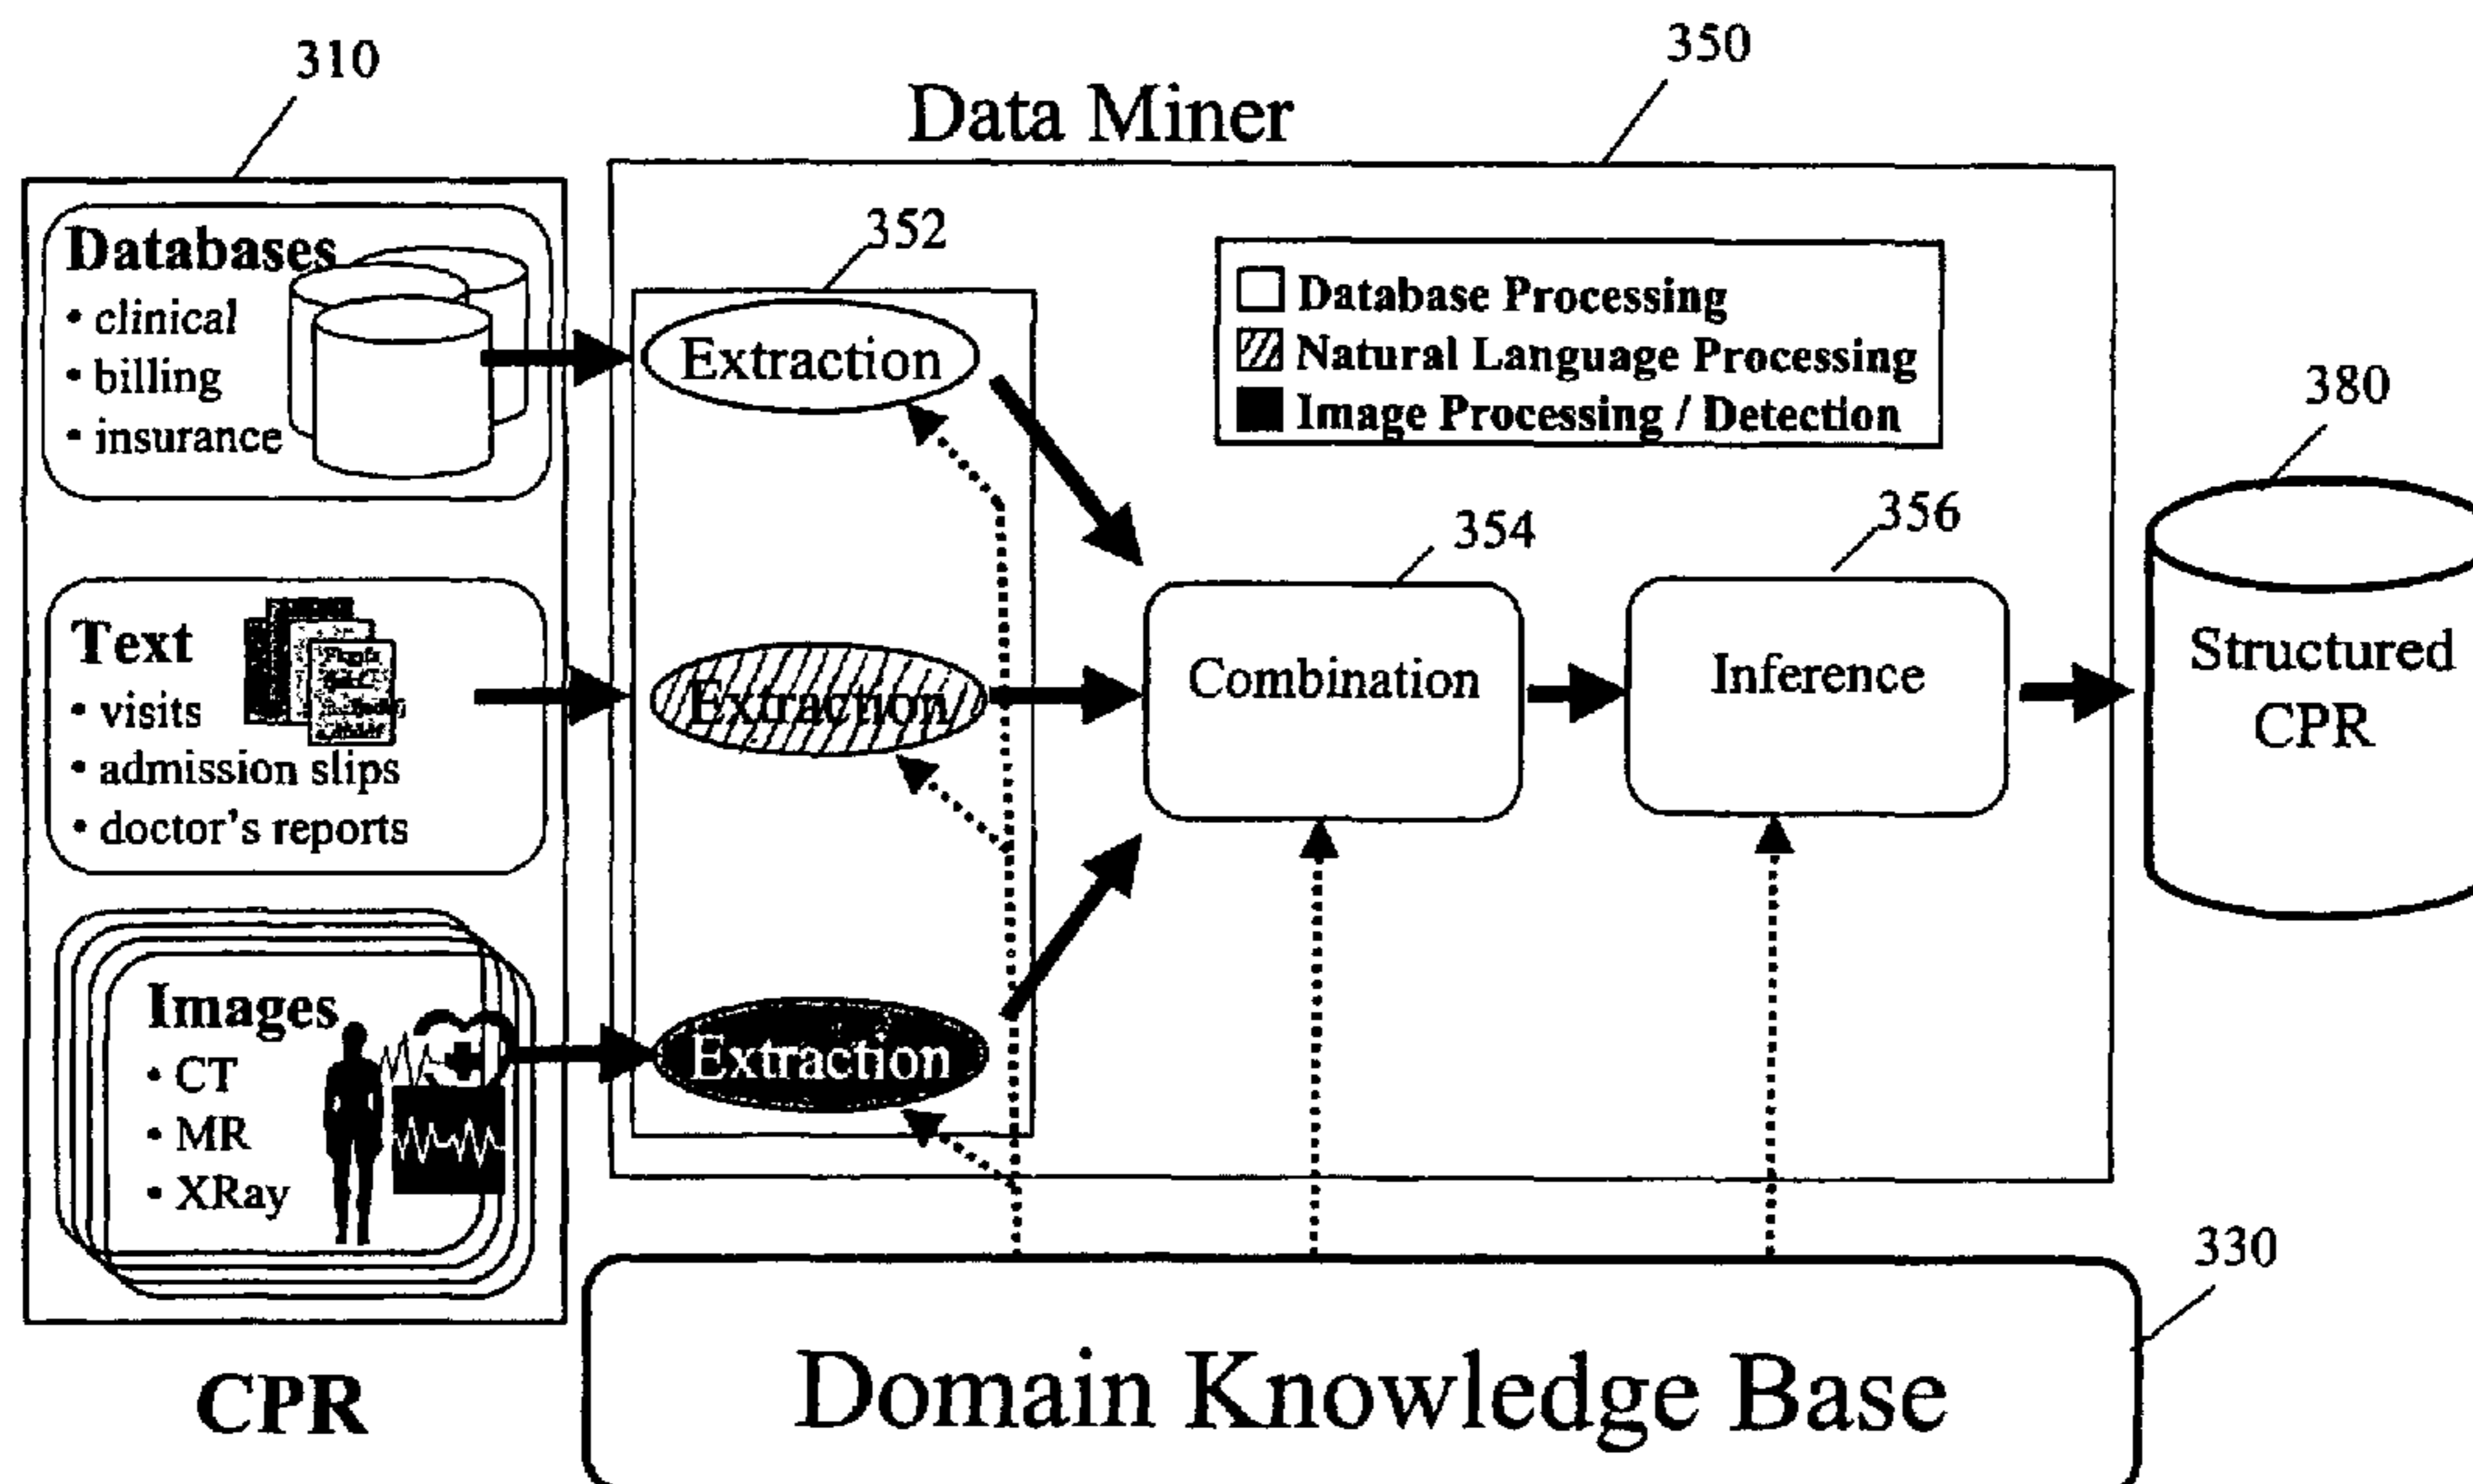 310
350
Data Miner
352
Databases
• clinical
• billing
• insurance
Extraction
Database Processing
Natural Language Processing
Image Processing / Detection
380
354
356
Text
• visits
• admission slips
• doctor's reports
Extraction
Combination
Inference
Structured
CPR
Images
• CT
• MR
• XRay
Extraction
330
CPR
Domain Knowledge Base